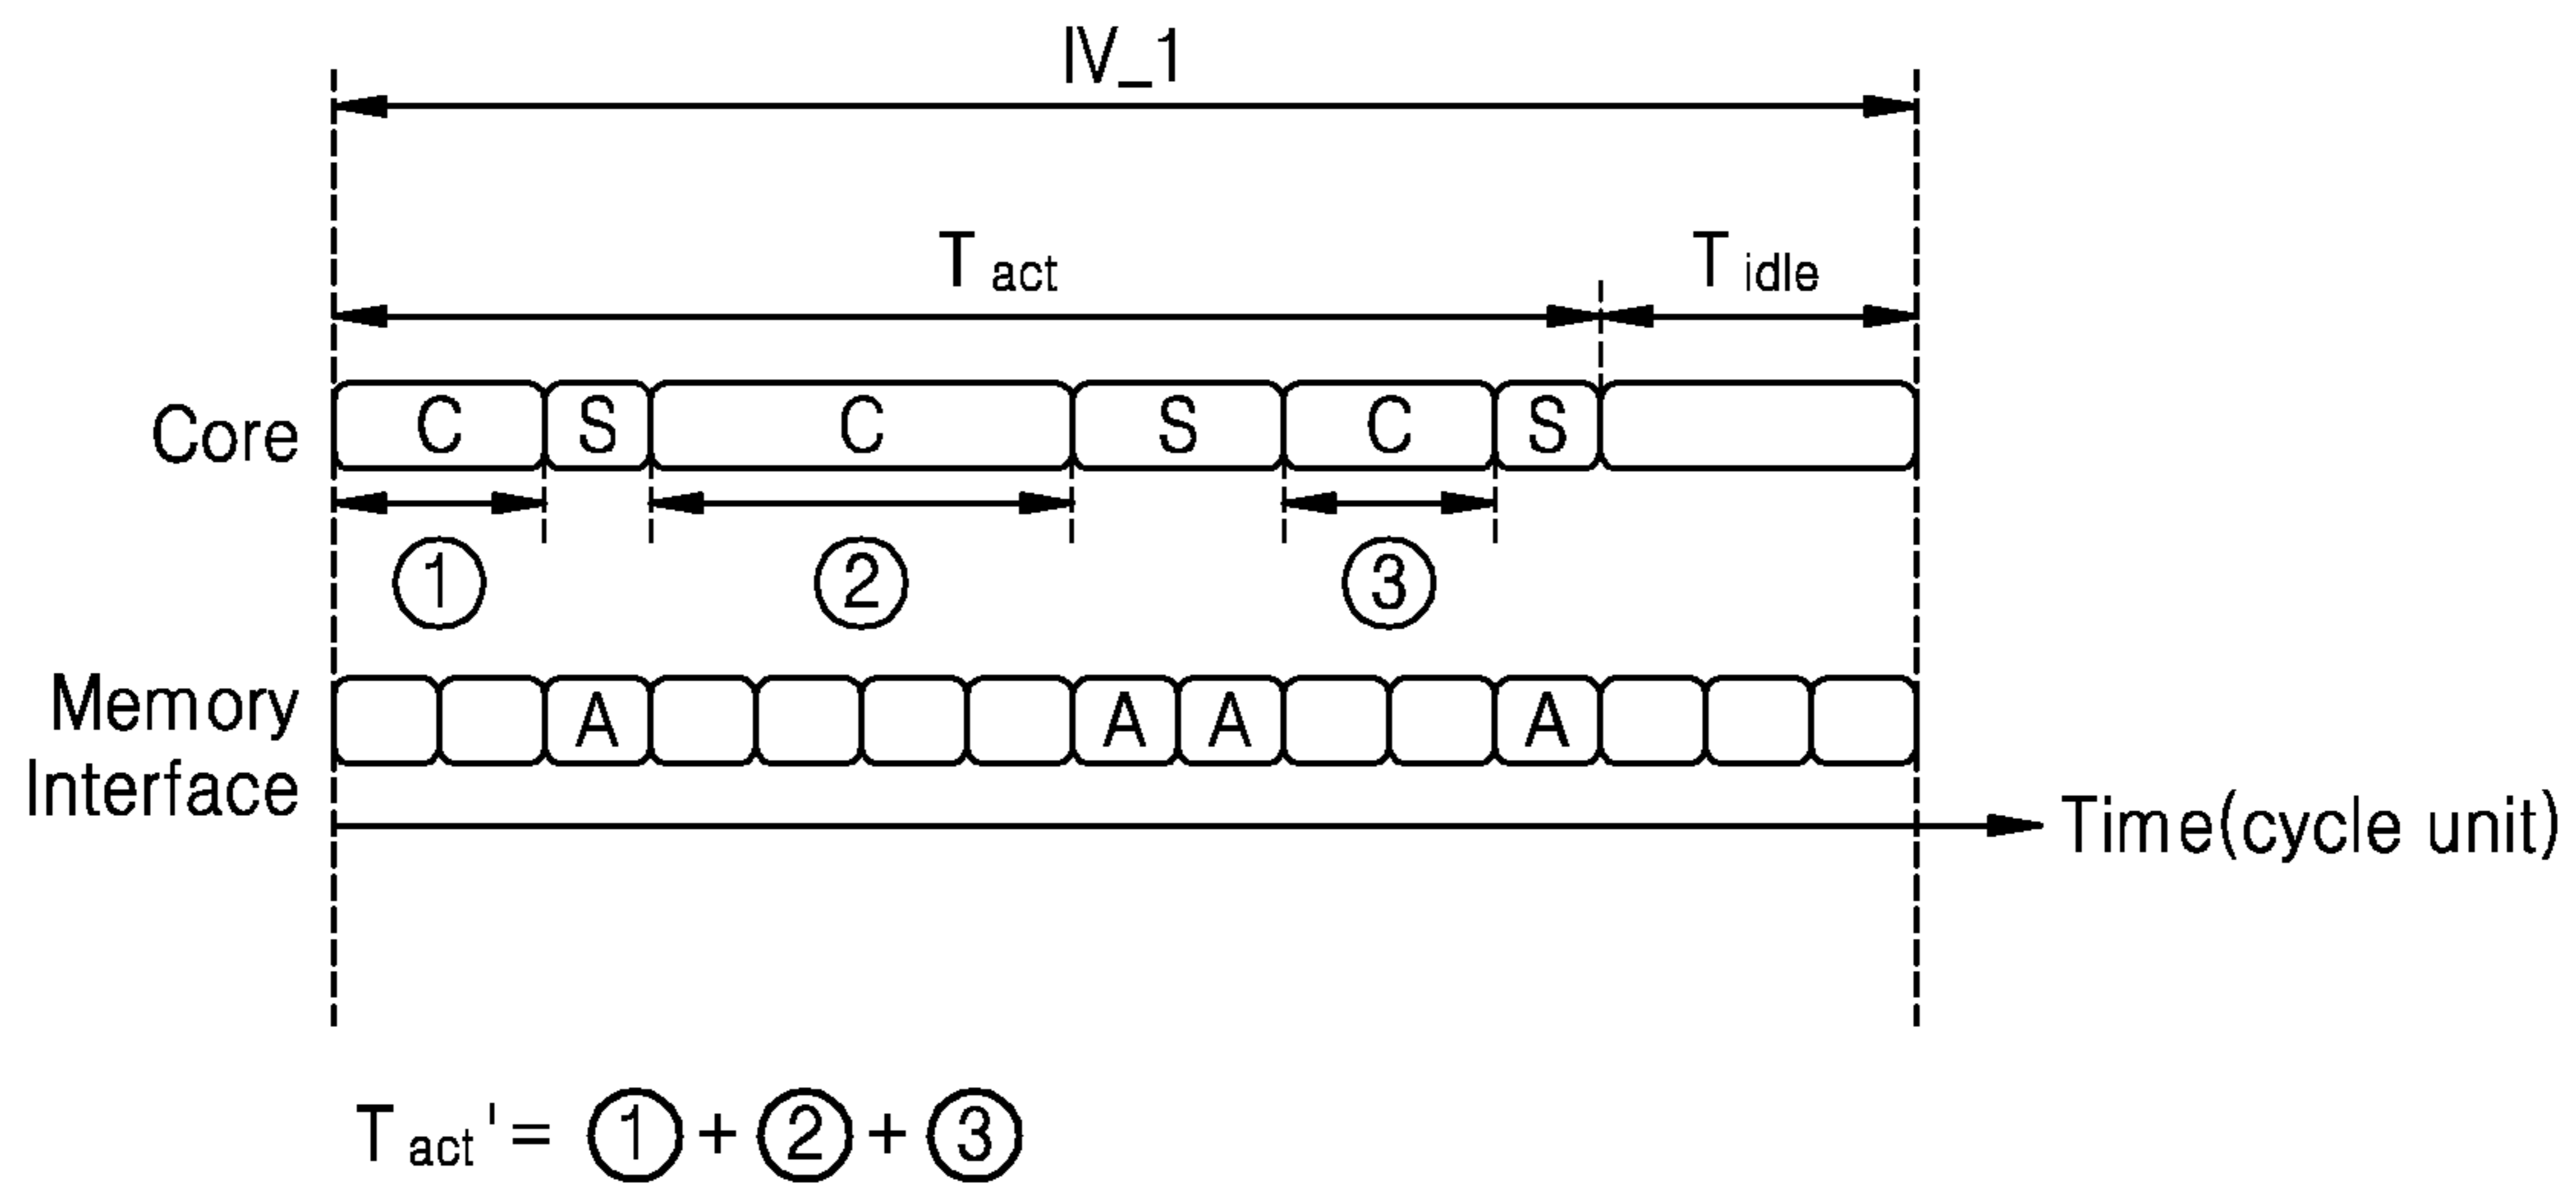 IV_1
T act T idle
Core C S C S C S
① ② ③
Memory Interface A A A A
Time(cycle unit)
T act '= ① + ② + ③